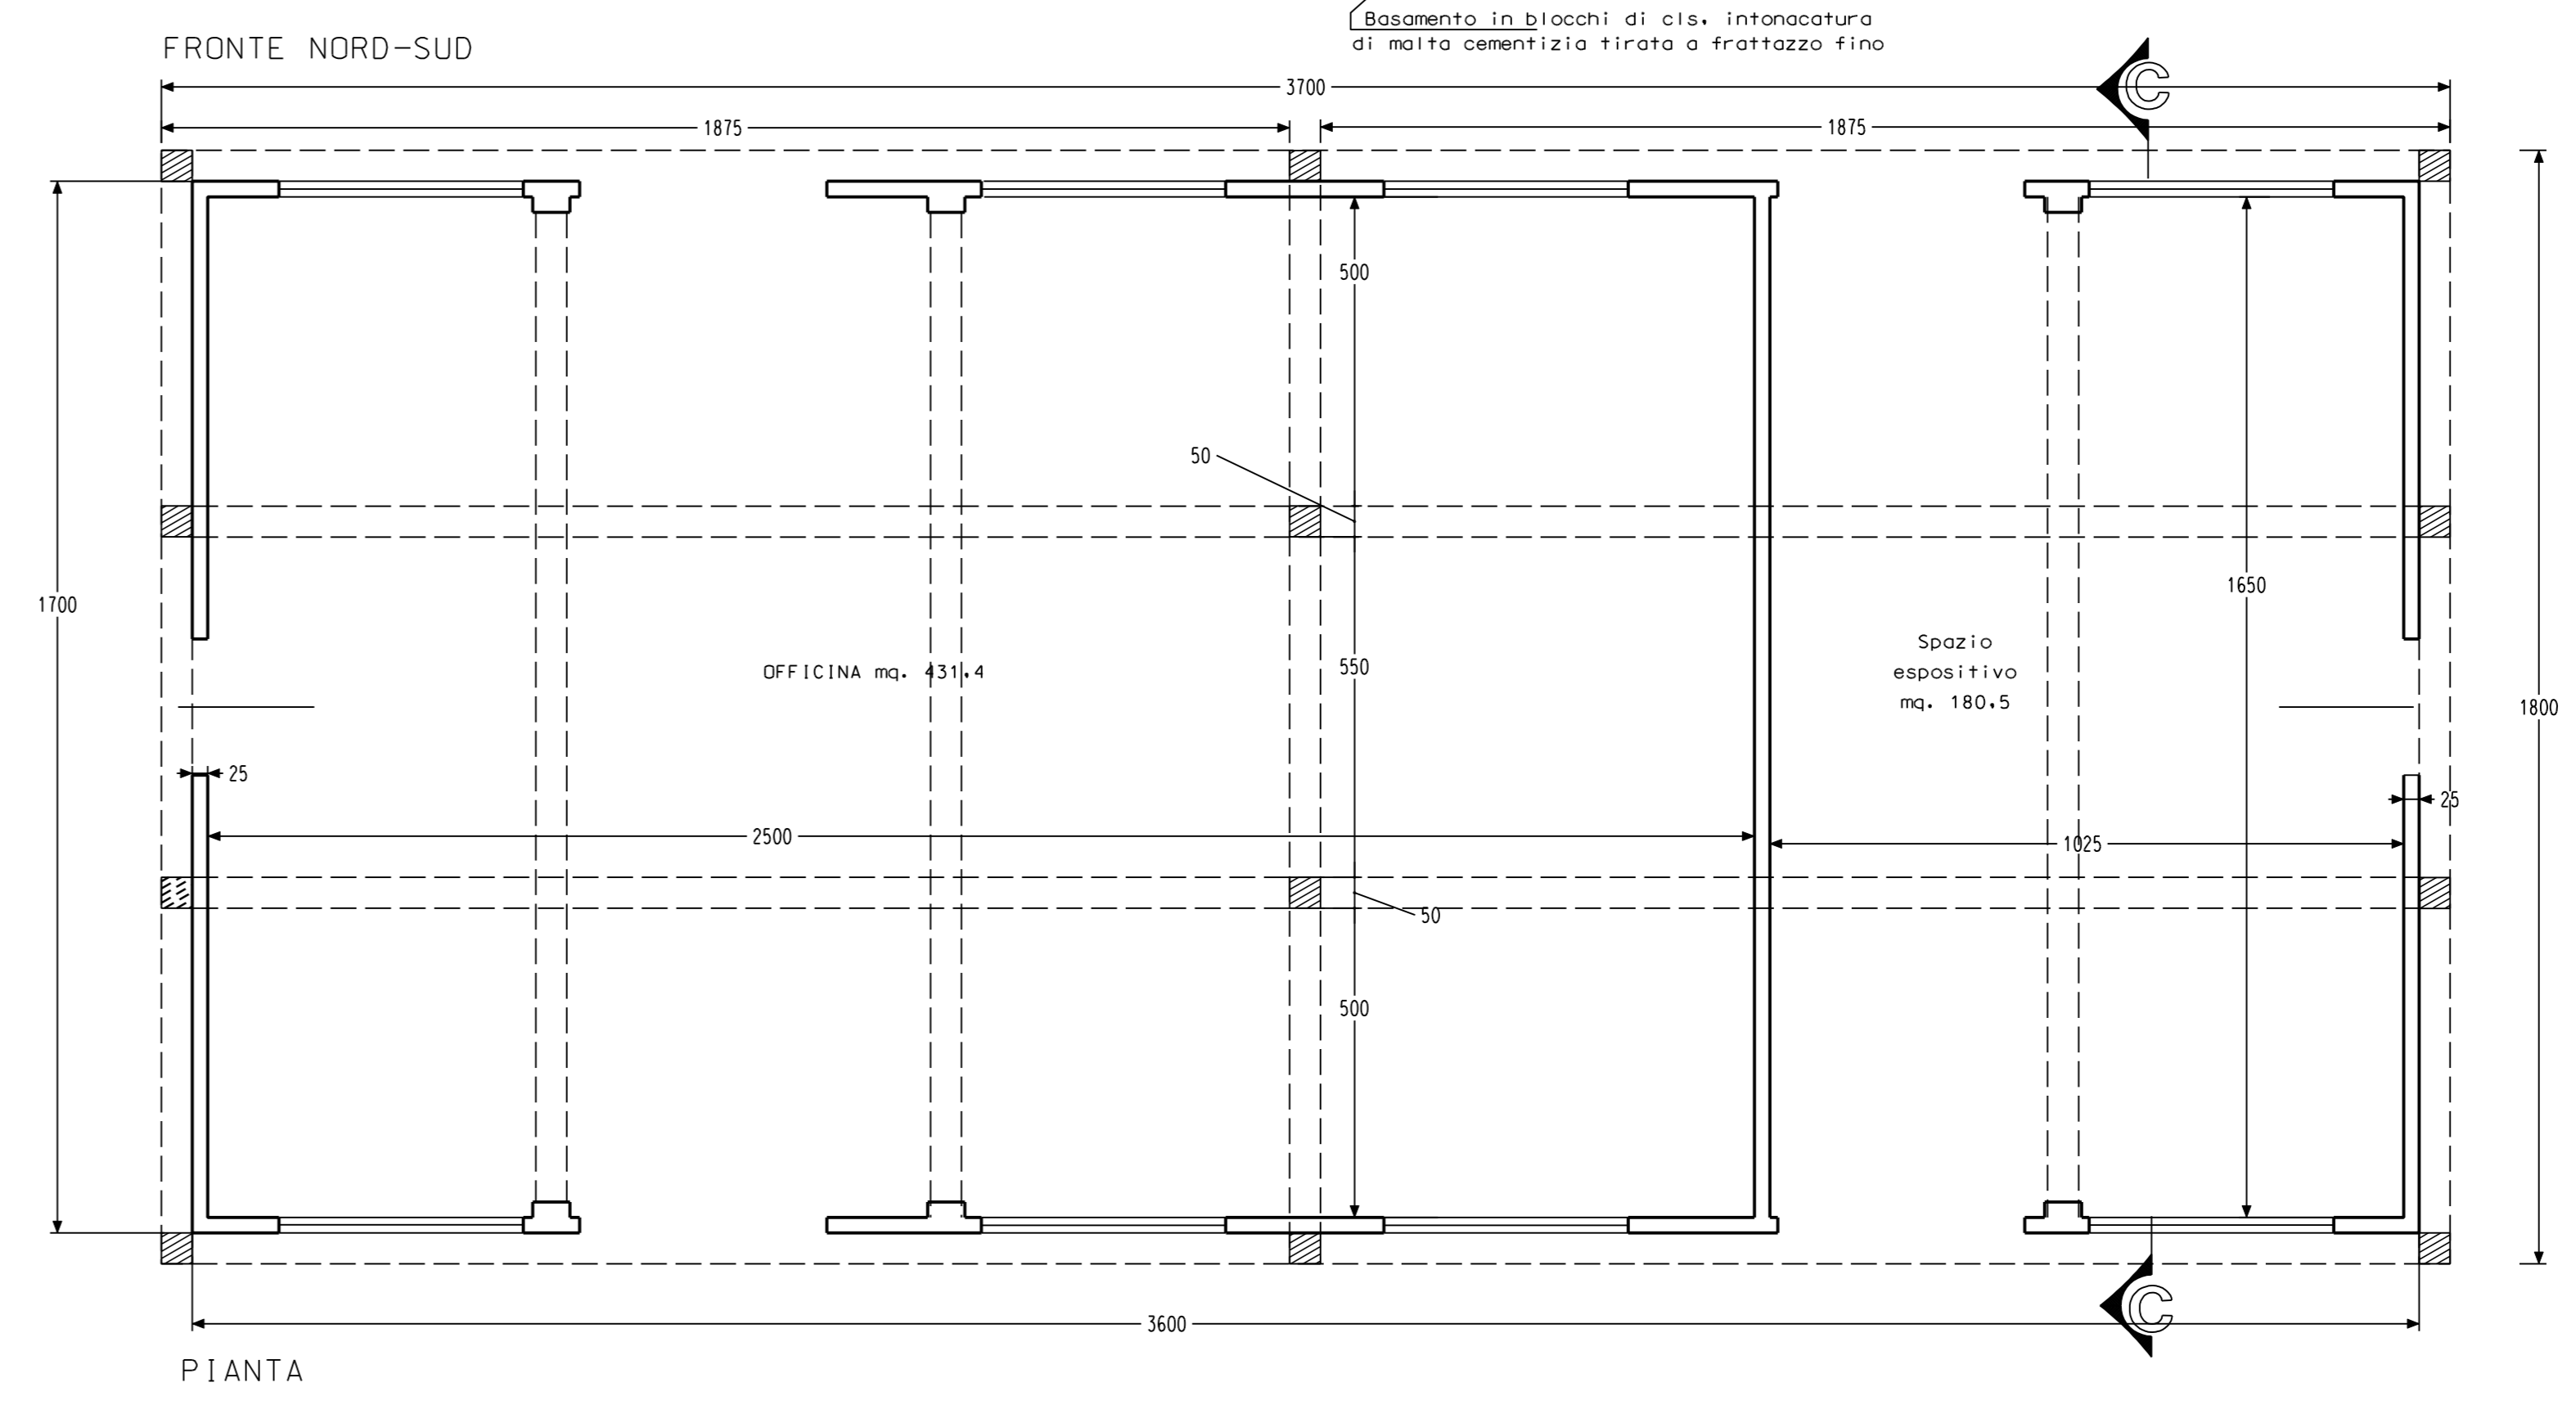 Basamento in blocchi di cls. intonacatura
di malta cementizia tirata a frattazzo fino
FRONTE NORD-SUD
C
3700
1875
1875
500
50
1700
1650
550
OFFICINA mq. 431.4
Spazio
espositivo
mq. 180.5
1800
25
25
2500
1025
50
500
C
3600
PIANTA